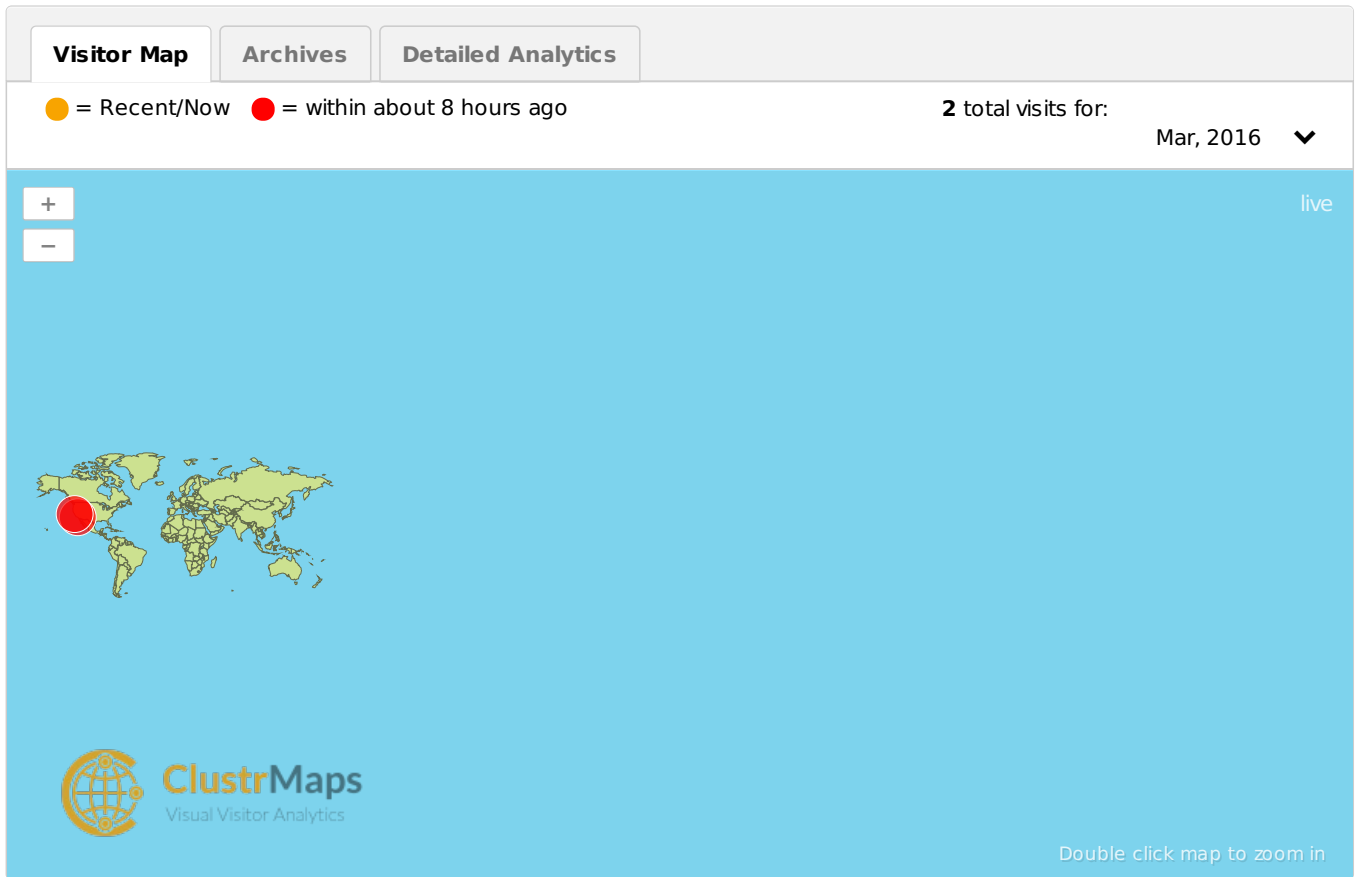 Visitor Map Archives Detailed Analytics
= Recent/Now = within about 8 hours ago 2 total visits for:
Mar, 2016
+
live
−
ClustrMaps
Visual Visitor Analytics
Double click map to zoom in